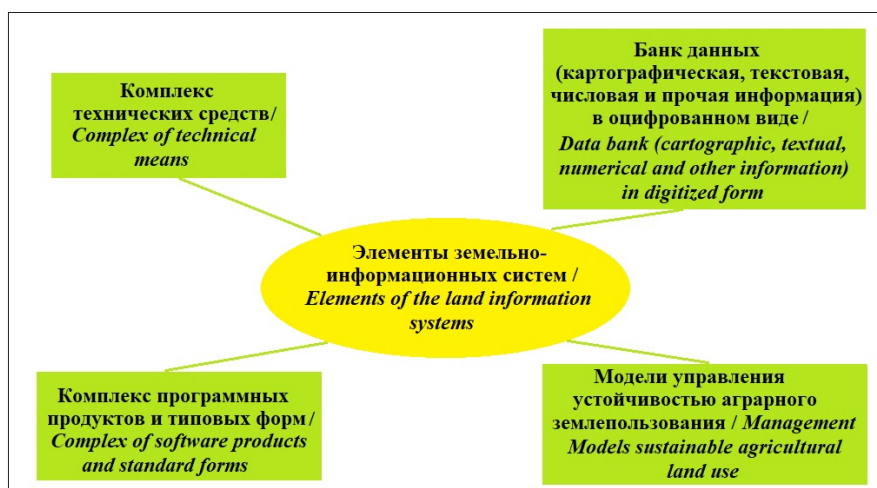 Комплекс
технических средств/
Complex of technical
means
Банк данных
(картографическая, текстовая,
числовая и прочая информация)
в оцифрованном виде /
Data bank (cartographic, textual,
numerical and other information)
in digitized form
Элементы земельно-
информационных систем /
Elements of the land information
systems
Комплекс программных
продуктов и типовых форм /
Complex of software products
and standard forms
Модели управления
устойчивостью аграрного
землепользования / Management
Models sustainable agricultural
land use